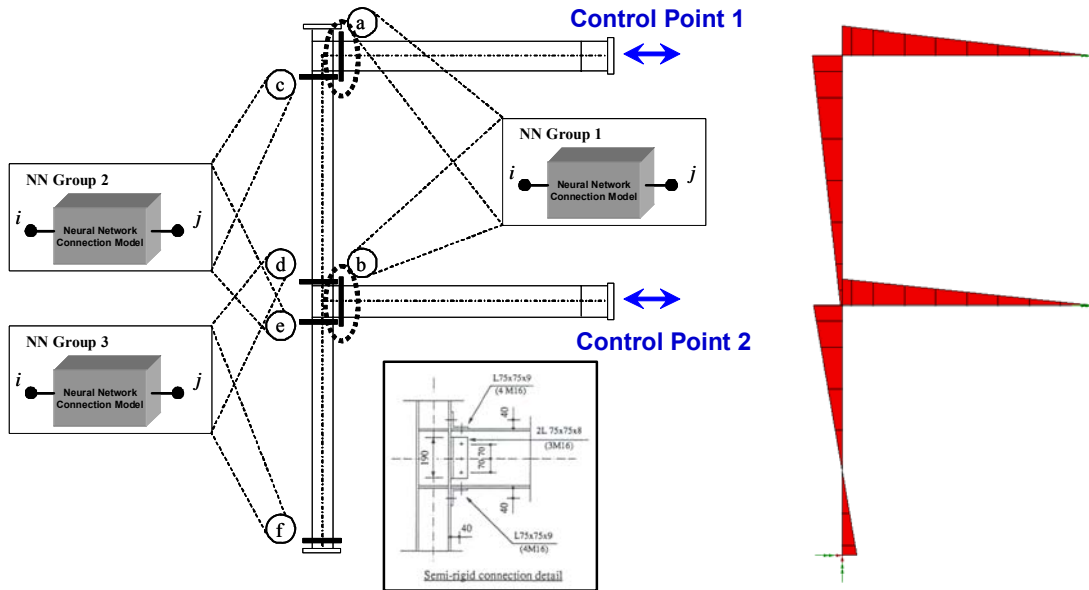 Control Point 1
a
c
NN Group 1
i
Neural Network
Connection Model
j
NN Group 2
i
Neural Network
Connection Model
j
d
b
e
Control Point 2
NN Group 3
i
Neural Network
Connection Model
j
f
L75x75x9
(4 M16)
40
2L 75x75x8
(3M16)
190
70
70
40
40
L75x75x9
(4M16)
Semi-rigid connection detail